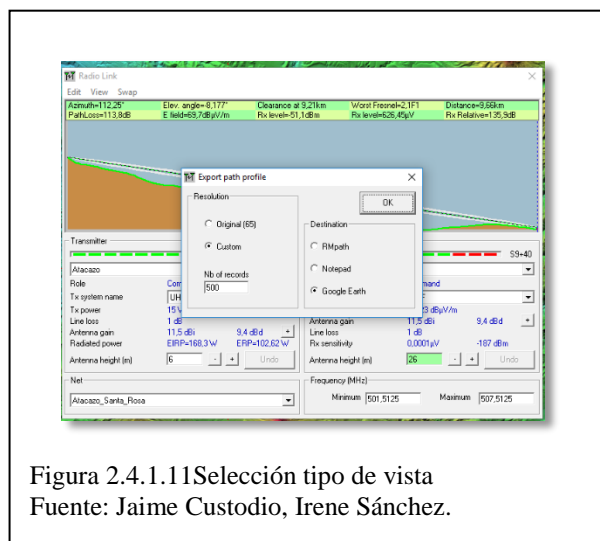 Radio Link
Edit View Swap
Azimuth=112,25° Elev. angle=-8,177° Clearance at 9,21km Worst Fresnel=2,1F1 Distance=9,66km
PathLoss=113,8dB E field=69,7dBµV/m Rx level=-51,1dBm Rx level=626,45µV Rx Relative=135,9dB
Export path profile
Resolution
Original (65)
Custom
Nb of records
500
OK
Destination
RMpath
Notepad
Google Earth
Transmitter
S9+40
Atacazo
Role Com mand
Tx system name UH F
Tx power 15 W 23 dBµV/m
Line loss 1 dB Antenna gain 11,5 dBi 9,4 dBd +
Antenna gain 11,5 dBi 9,4 dBd + Line loss 1 dB
Radiated power EIRP=168,3 W ERP=102,62 W Rx sensitivity 0,0001µV -187 dBm
Antenna height (m) 6 - + Undo Antenna height (m) 26 - + Undo
Net Frequency (MHz)
Atacazo_Santa_Rosa Minimum 501,5125 Maximum 507,5125
Figura 2.4.1.11Selección tipo de vista
Fuente: Jaime Custodio, Irene Sánchez.